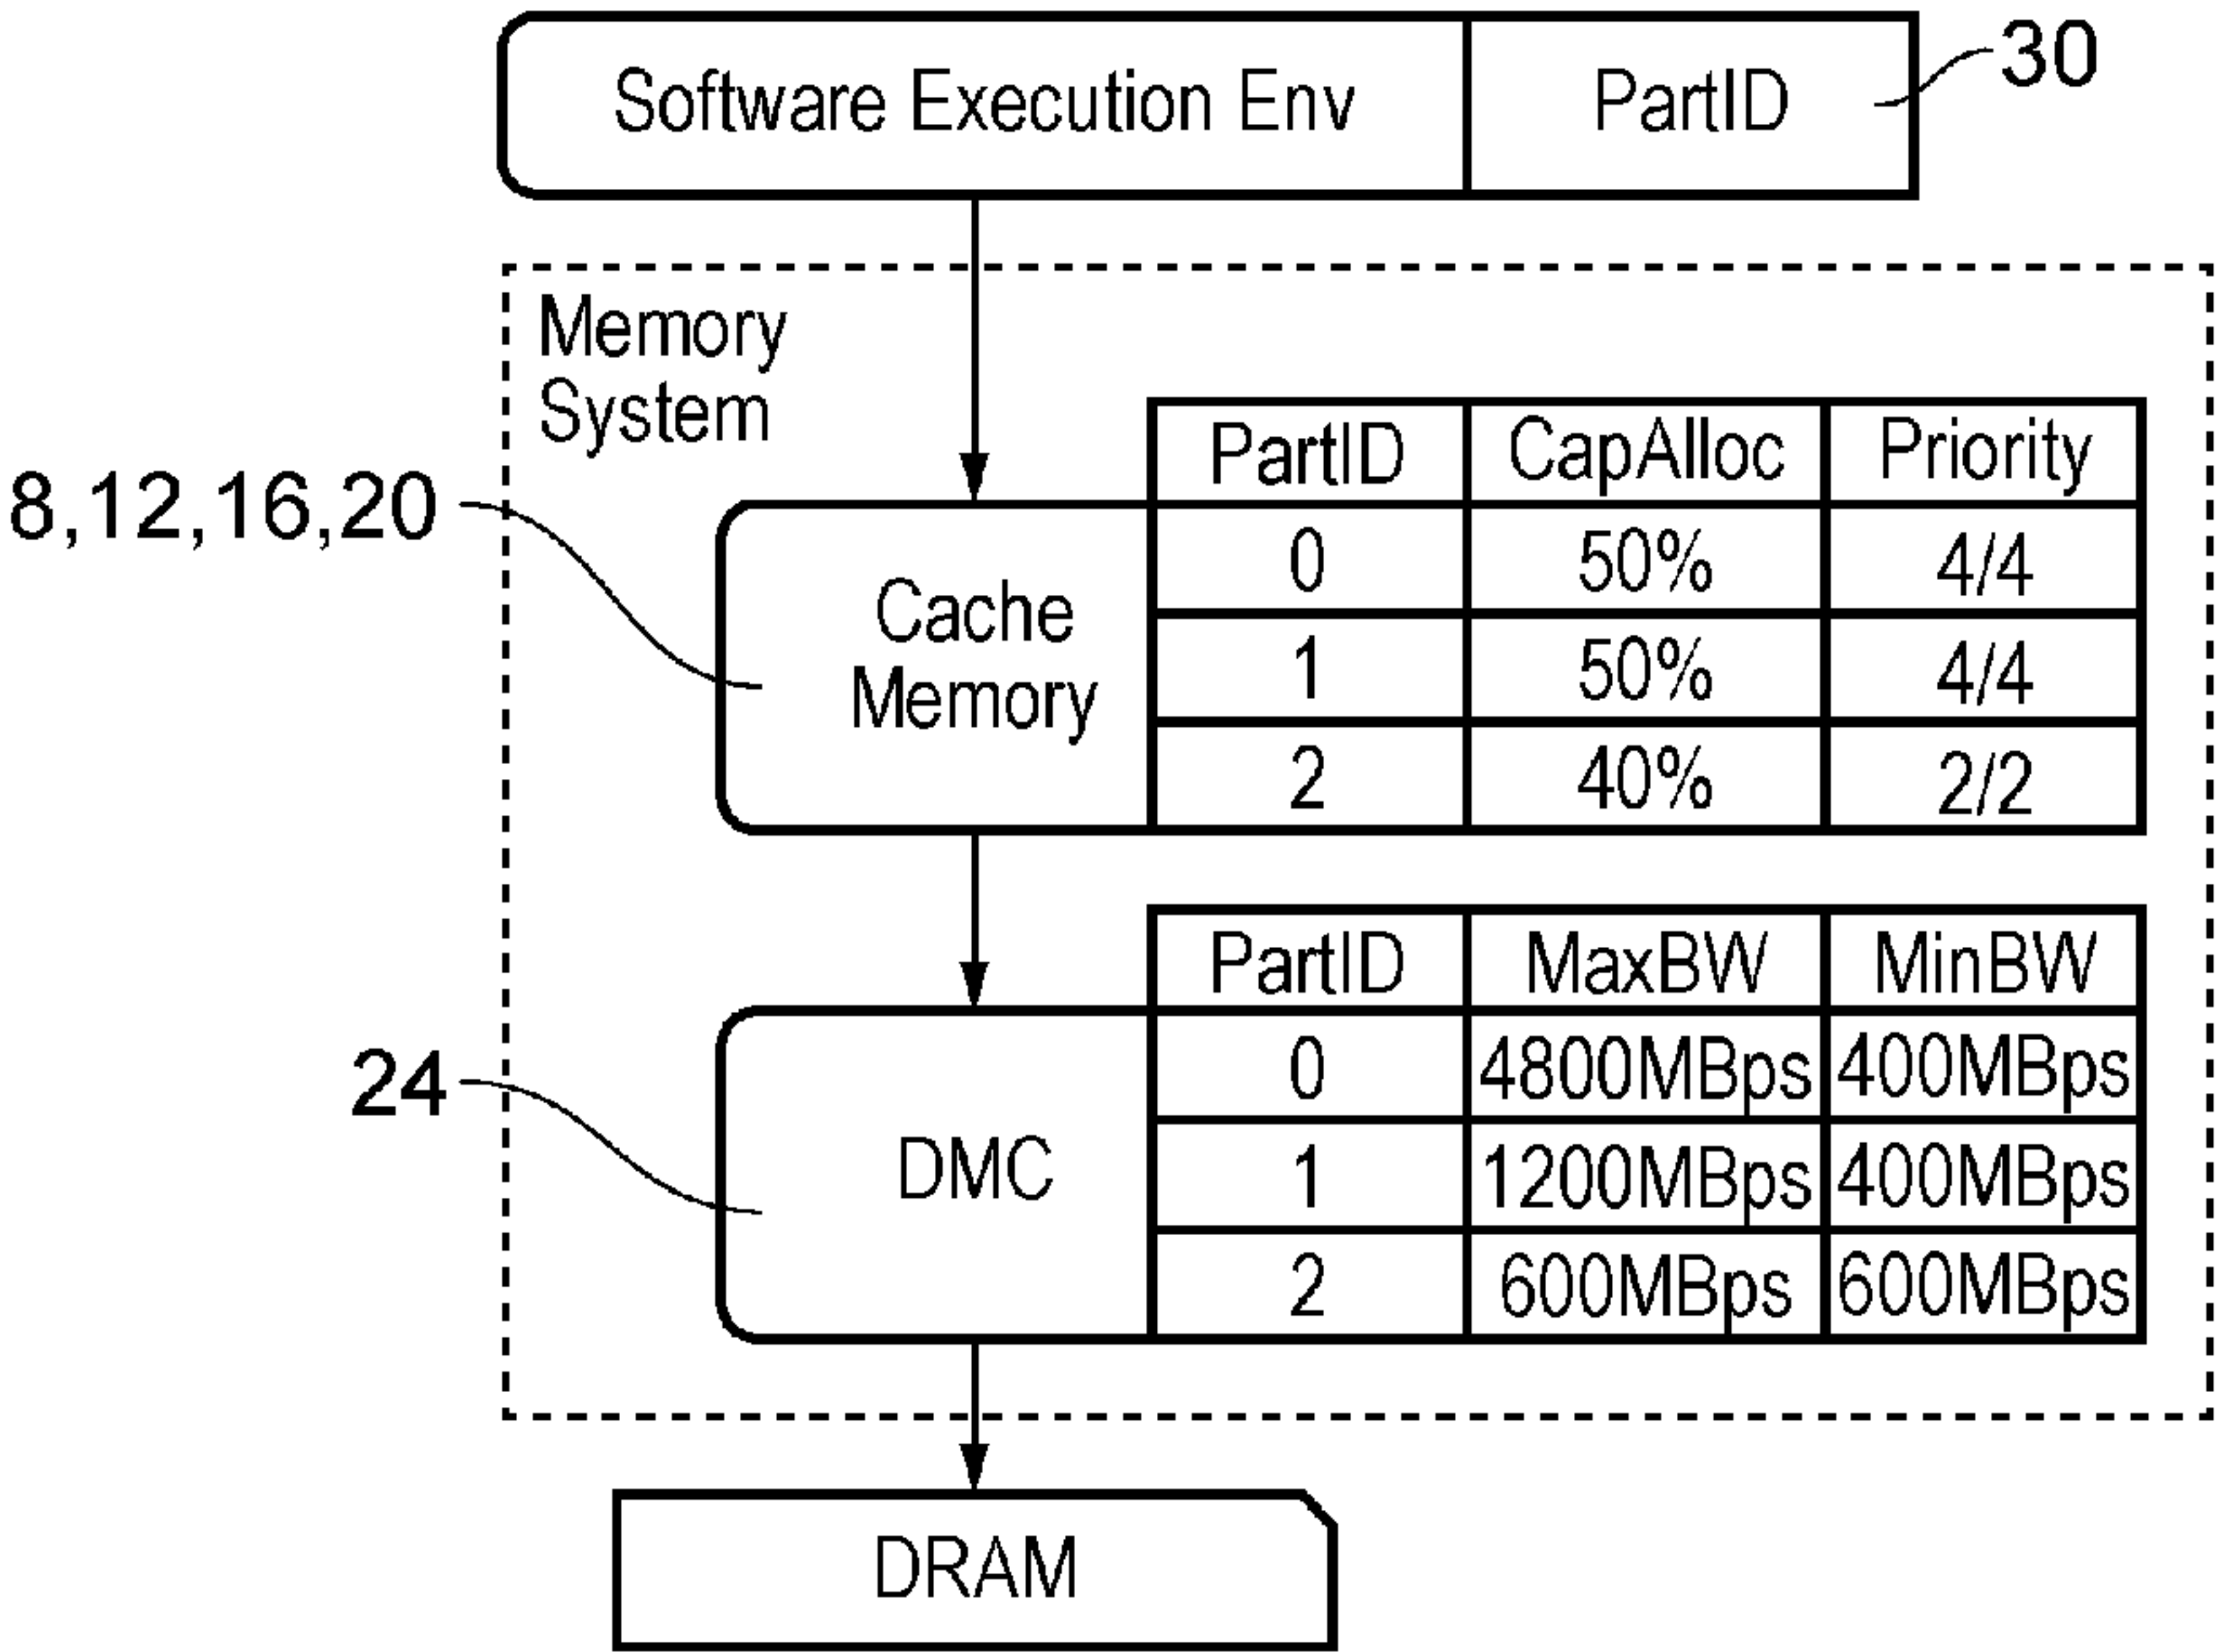 Software Execution Env PartID 30
Memory
System
8,12,16,20
Cache
Memory
PartID CapAlloc Priority
0 50% 4/4
1 50% 4/4
2 40% 2/2
24
DMC
PartID MaxBW MinBW
0 4800MBps 400MBps
1 1200MBps 400MBps
2 600MBps 600MBps
DRAM